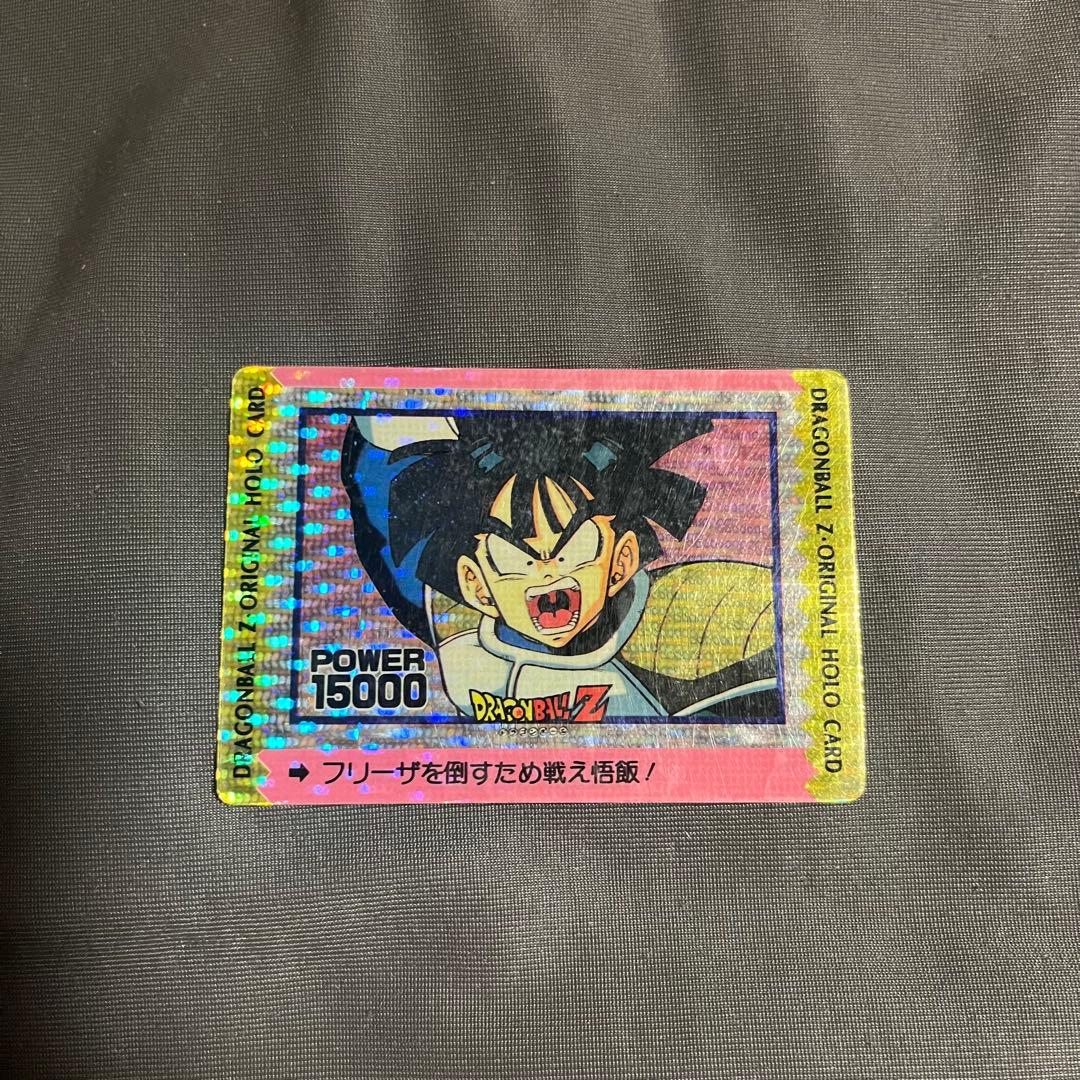 DRAGONBALL Z·ORIGINAL HOLO CARD
POWER
15000
DRAGONBALL Z
➡ フリーザを倒すため戦え悟飯!
DRAGONBALL Z·ORIGINAL HOLO CARD